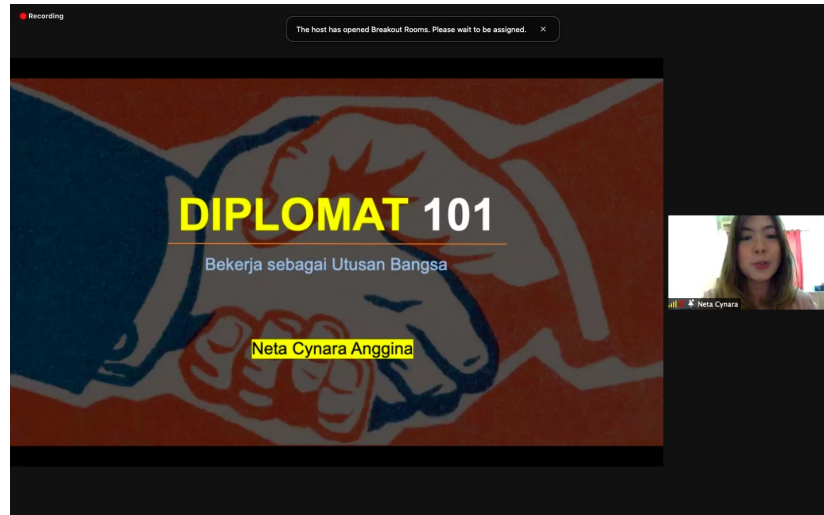 Recording
The host has opened Breakout Rooms. Please wait to be assigned.
DIPLOMAT 101
Bekerja sebagai Utusan Bangsa
Neta Cynara Anggina
Neta Cynara